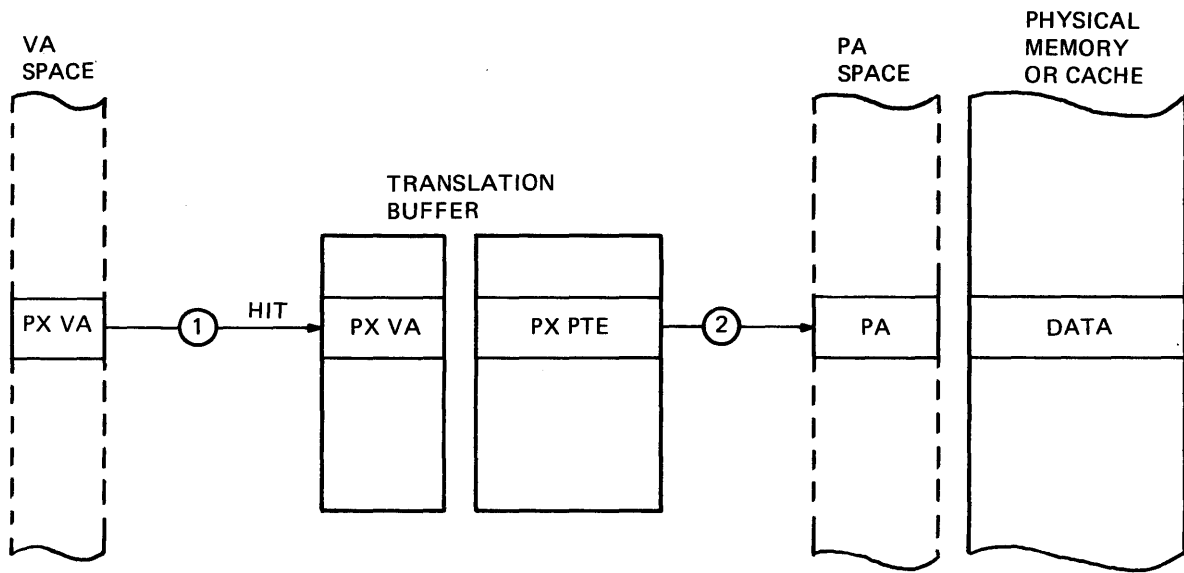 VA
SPACE
PA
SPACE
PHYSICAL
MEMORY
OR CACHE
TRANSLATION
BUFFER
PX VA
1
HIT
PX VA
PX PTE
2
PA
DATA